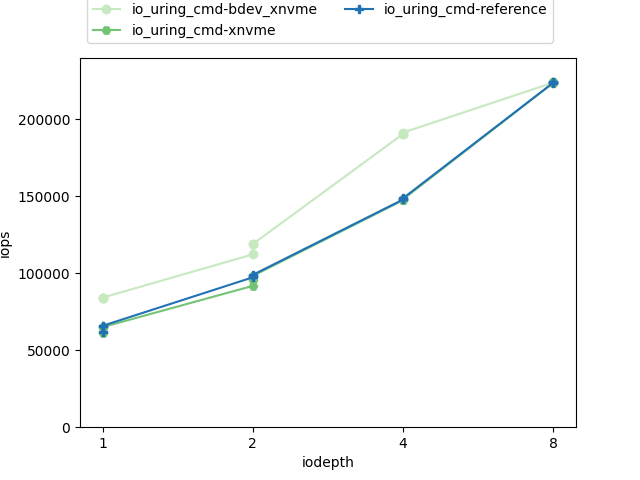 io_uring_cmd-bdev_xnvme
io_uring_cmd-xnvme
io_uring_cmd-reference
200000
150000
100000
50000
0
iops
1 2 4 8
iodepth